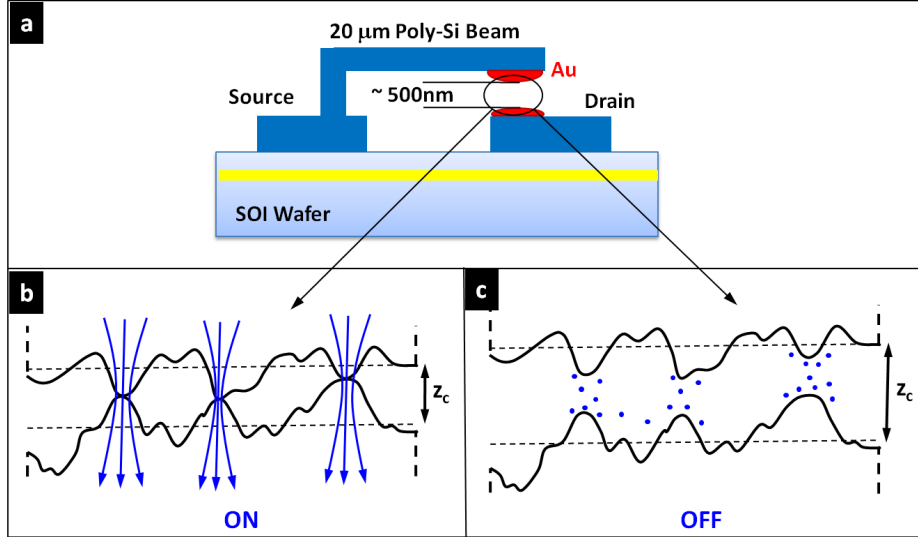 a
20 μm Poly-Si Beam
Au
Source
~ 500nm
Drain
SOI Wafer
b
z_c
ON
c
z_c
OFF